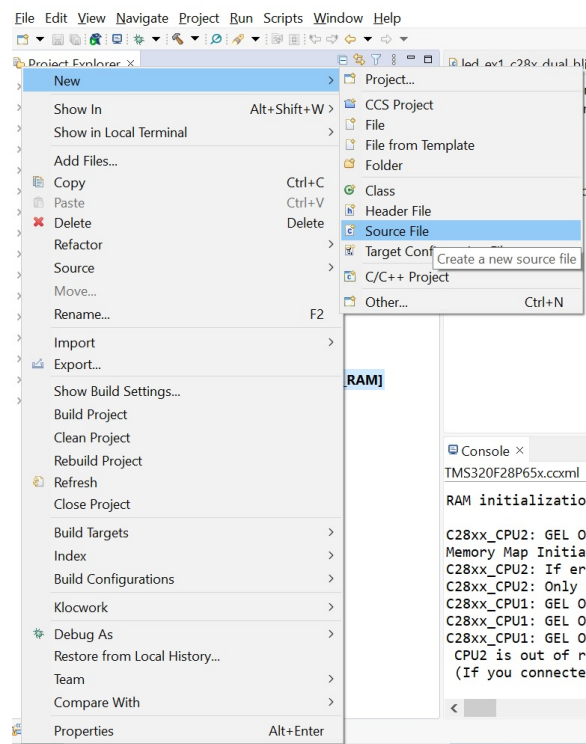 File Edit View Navigate Project Run Scripts Window Help
Project Explorer
led_ex1_c28x_dual_bli
New
Show In Alt+Shift+W
Show in Local Terminal
Add Files...
Copy Ctrl+C
Paste Ctrl+V
Delete Delete
Refactor
Source
Move...
Rename... F2
Import
Export...
Show Build Settings...
Build Project
Clean Project
Rebuild Project
Refresh
Close Project
Build Targets
Index
Build Configurations
Klocwork
Debug As
Restore from Local History...
Team
Compare With
Properties Alt+Enter
Project...
CCS Project
File
File from Template
Folder
Class
Header File
Source File
Target Conf
Create a new source file
C/C++ Project
Other... Ctrl+N
_RAM]
Console
TMS320F28P65x.ccxml
RAM initializatio
C28xx_CPU2: GEL O
Memory Map Initia
C28xx_CPU2: If er
C28xx_CPU2: Only
C28xx_CPU1: GEL O
C28xx_CPU1: GEL O
C28xx_CPU1: GEL O
CPU2 is out of r
(If you connecte